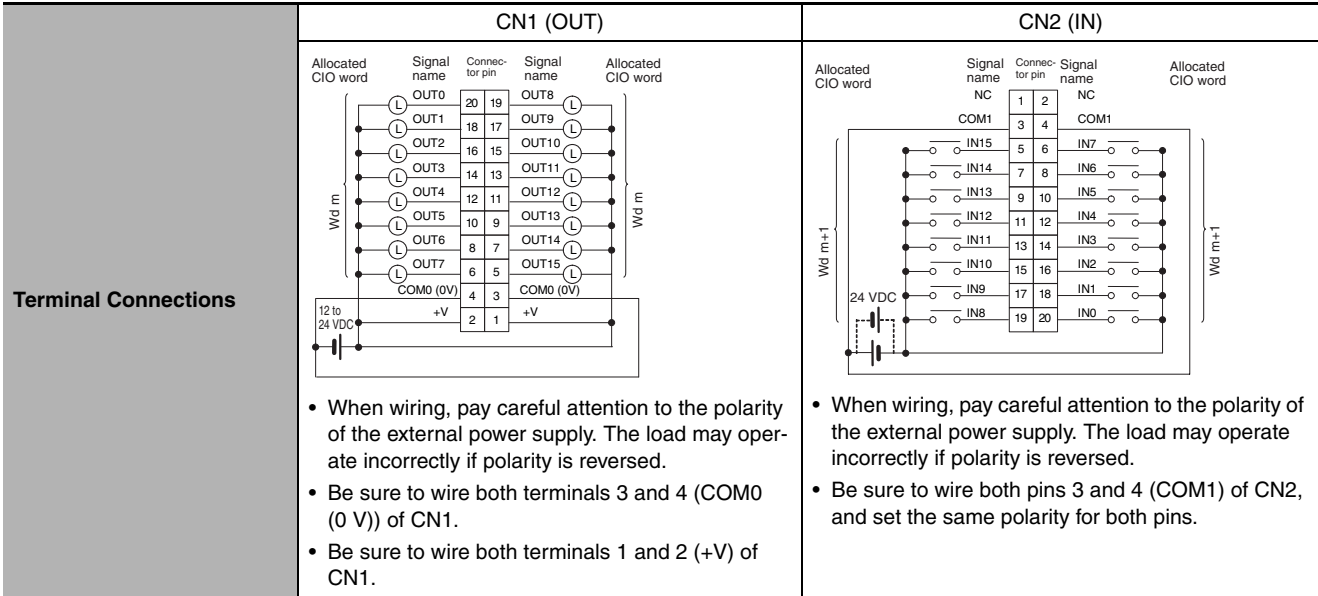 CN1 (OUT)
CN2 (IN)
Terminal Connections
Allocated CIO word
Signal name
Connec-tor pin
Signal name
Allocated CIO word
OUT0 20 19 OUT8
OUT1 18 17 OUT9
OUT2 16 15 OUT10
OUT3 14 13 OUT11
OUT4 12 11 OUT12
OUT5 10 9 OUT13
OUT6 8 7 OUT14
OUT7 6 5 OUT15
COM0 (0V) 4 3 COM0 (0V)
+V 2 1 +V
L L
L L
L L
L L
L L
L L
L L
L L
Wd m
Wd m
12 to
24 VDC
• When wiring, pay careful attention to the polarity
of the external power supply. The load may oper-
ate incorrectly if polarity is reversed.
• Be sure to wire both terminals 3 and 4 (COM0
(0 V)) of CN1.
• Be sure to wire both terminals 1 and 2 (+V) of
CN1.
Allocated CIO word
Signal name
Connec-tor pin
Signal name
Allocated CIO word
NC 1 2 NC
COM1 3 4 COM1
IN15 5 6 IN7
IN14 7 8 IN6
IN13 9 10 IN5
IN12 11 12 IN4
IN11 13 14 IN3
IN10 15 16 IN2
IN9 17 18 IN1
IN8 19 20 IN0
Wd m+1
Wd m+1
24 VDC
• When wiring, pay careful attention to the polarity of
the external power supply. The load may operate
incorrectly if polarity is reversed.
• Be sure to wire both pins 3 and 4 (COM1) of CN2,
and set the same polarity for both pins.